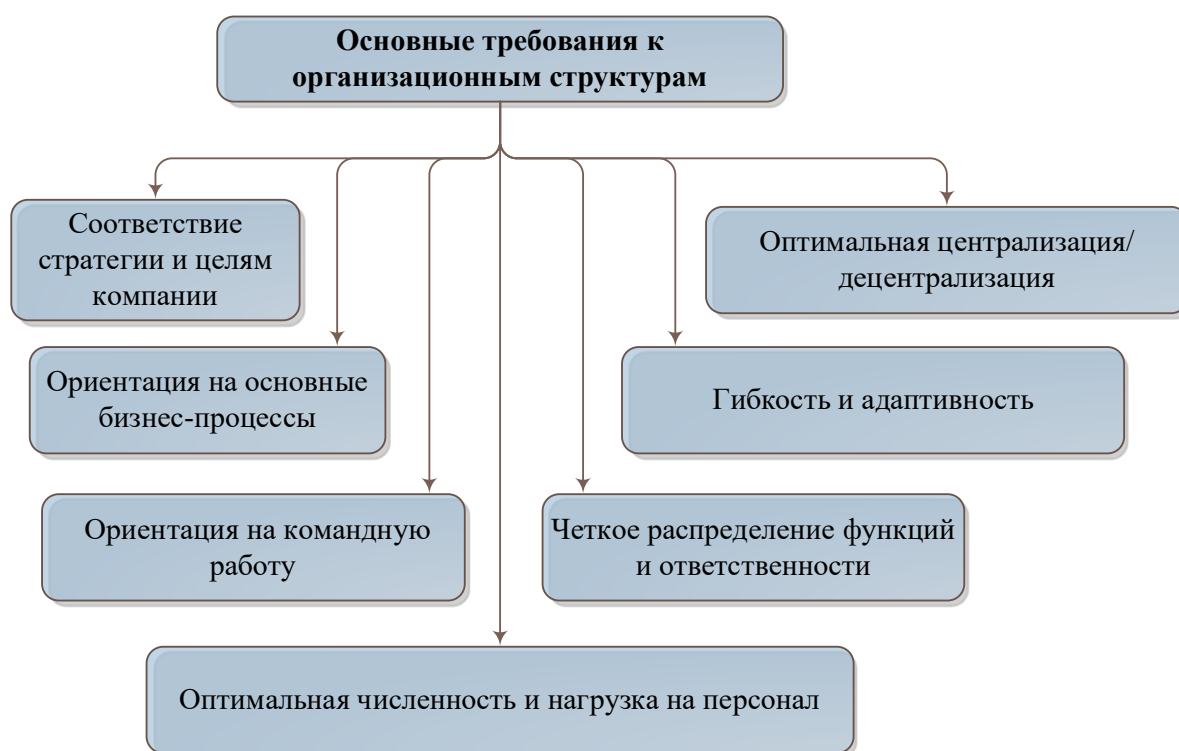 Основные требования к
организационным структурам
Соответствие
стратегии и целям
компании
Оптимальная централизация/
децентрализация
Ориентация на основные
бизнес-процессы
Гибкость и адаптивность
Ориентация на командную
работу
Четкое распределение функций
и ответственности
Оптимальная численность и нагрузка на персонал